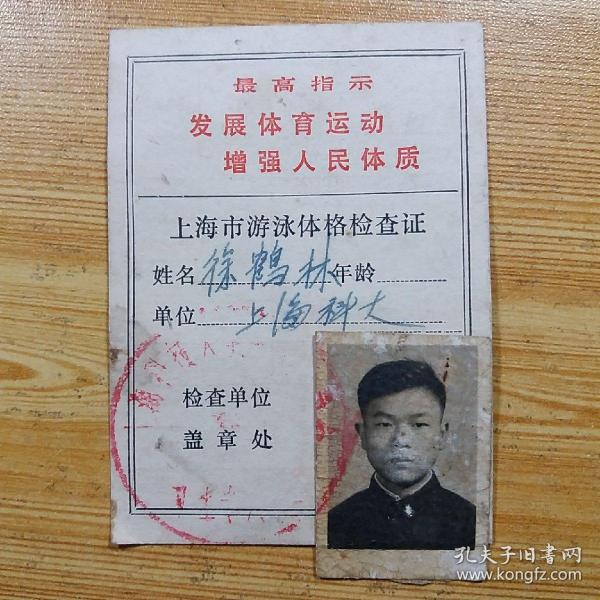 最高指示
发展体育运动
增强人民体质
上海市游泳体格检查证
姓名 徐鹤林 年龄
单位 上海科大
检查单位
盖章处
孔夫子旧书网
www.kongfz.com